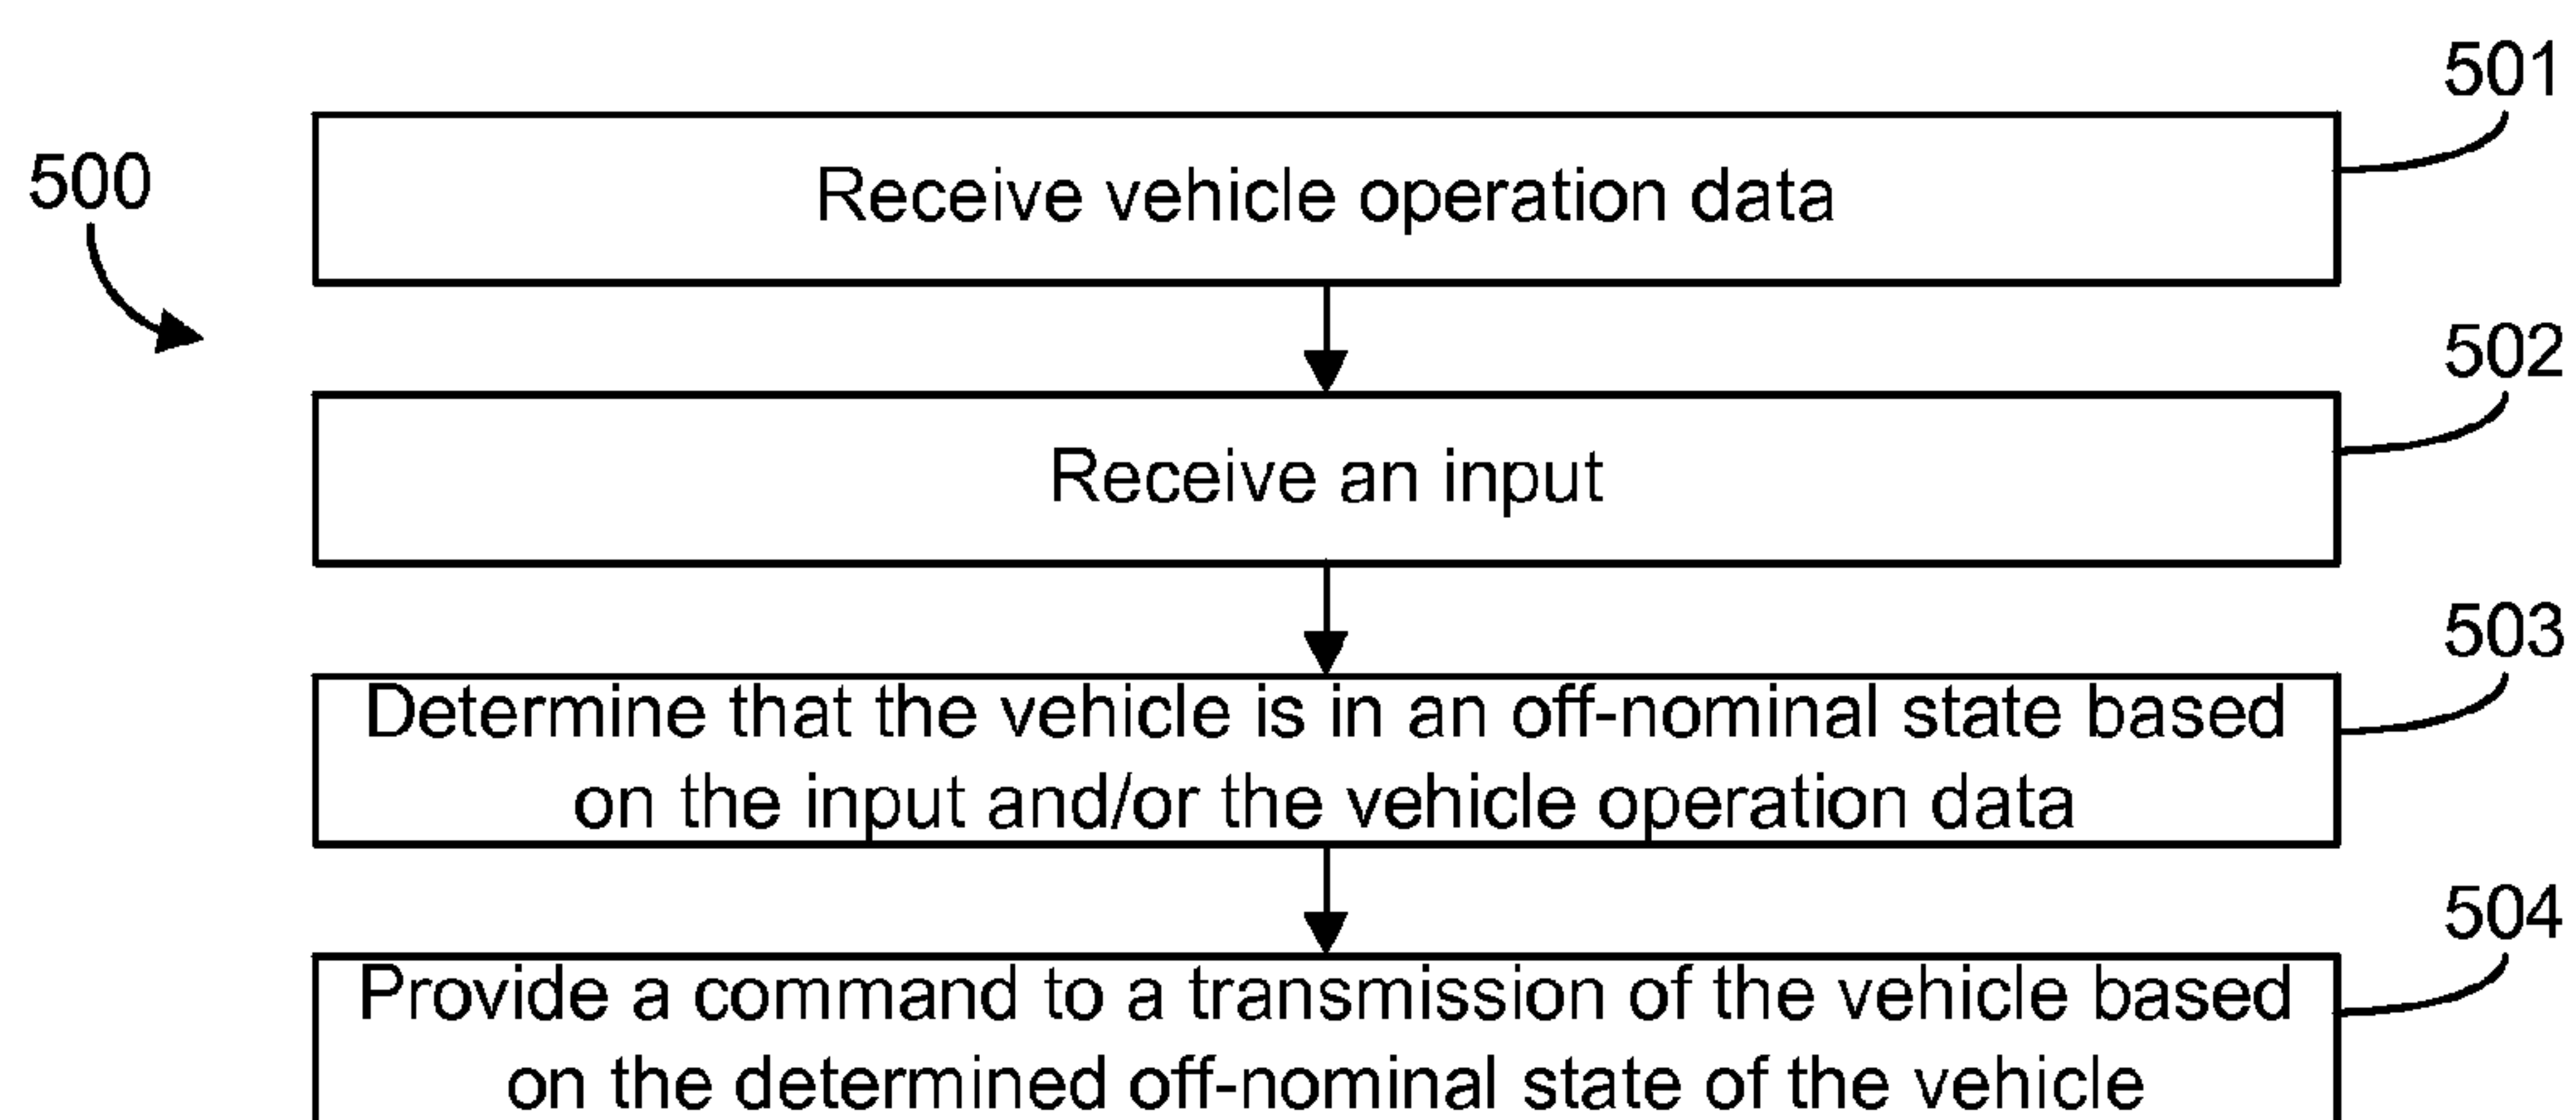 501
500
Receive vehicle operation data
502
Receive an input
503
Determine that the vehicle is in an off-nominal state based
on the input and/or the vehicle operation data
504
Provide a command to a transmission of the vehicle based
on the determined off-nominal state of the vehicle